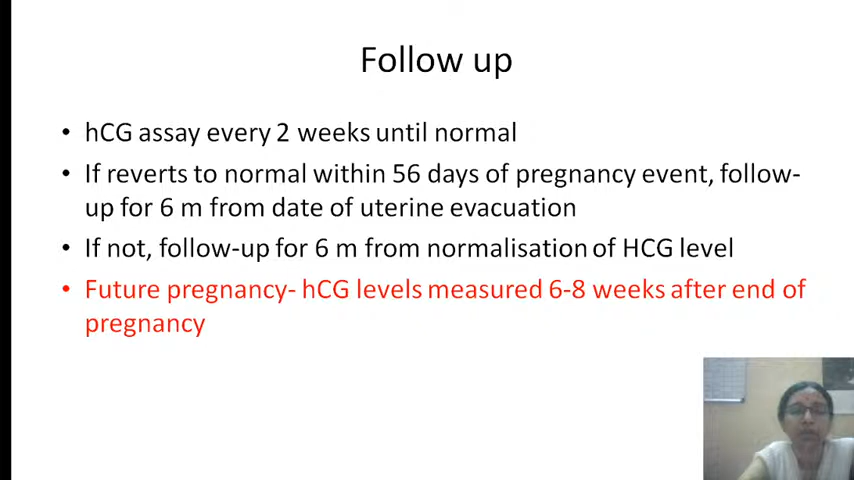 Follow up
• hCG assay every 2 weeks until normal
• If reverts to normal within 56 days of pregnancy event, follow-
up for 6 m from date of uterine evacuation
• If not, follow-up for 6 m from normalisation of HCG level
• Future pregnancy- hCG levels measured 6-8 weeks after end of
pregnancy